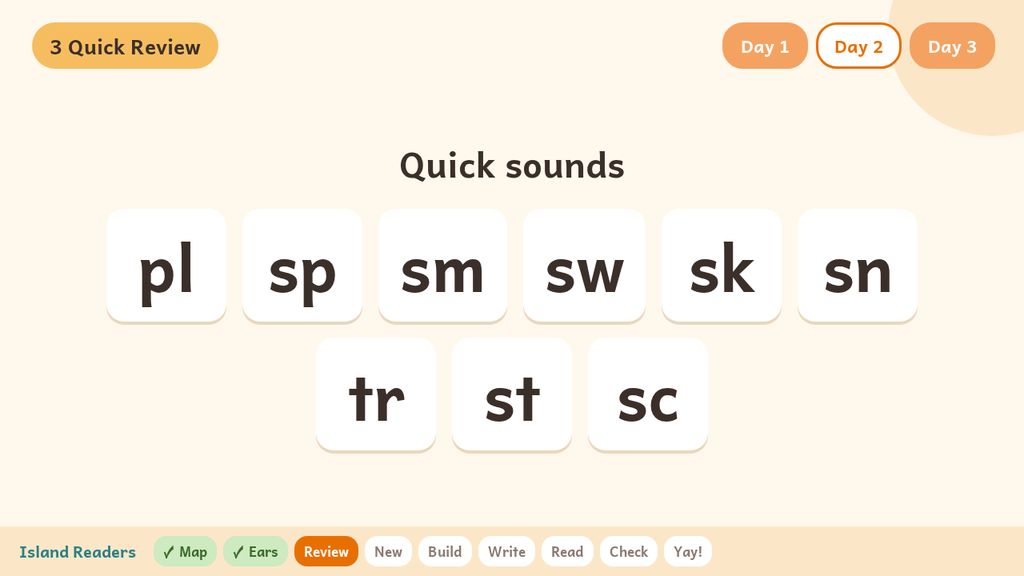 3 Quick Review
Day 1 Day 2 Day 3
Quick sounds
pl sp sm sw sk sn
tr st sc
Island Readers ✓ Map ✓ Ears Review New Build Write Read Check Yay!